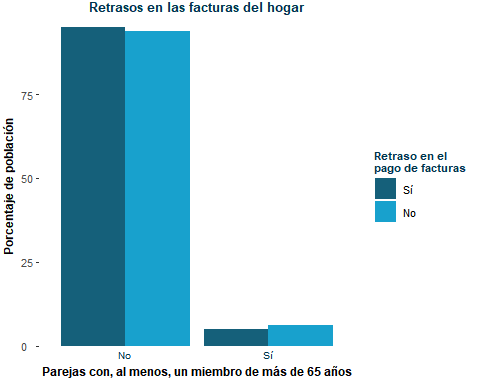 Retrasos en las facturas del hogar
Porcentaje de población
75
50
25
0
No
Sí
Parejas con, al menos, un miembro de más de 65 años
Retraso en el
pago de facturas
Sí
No